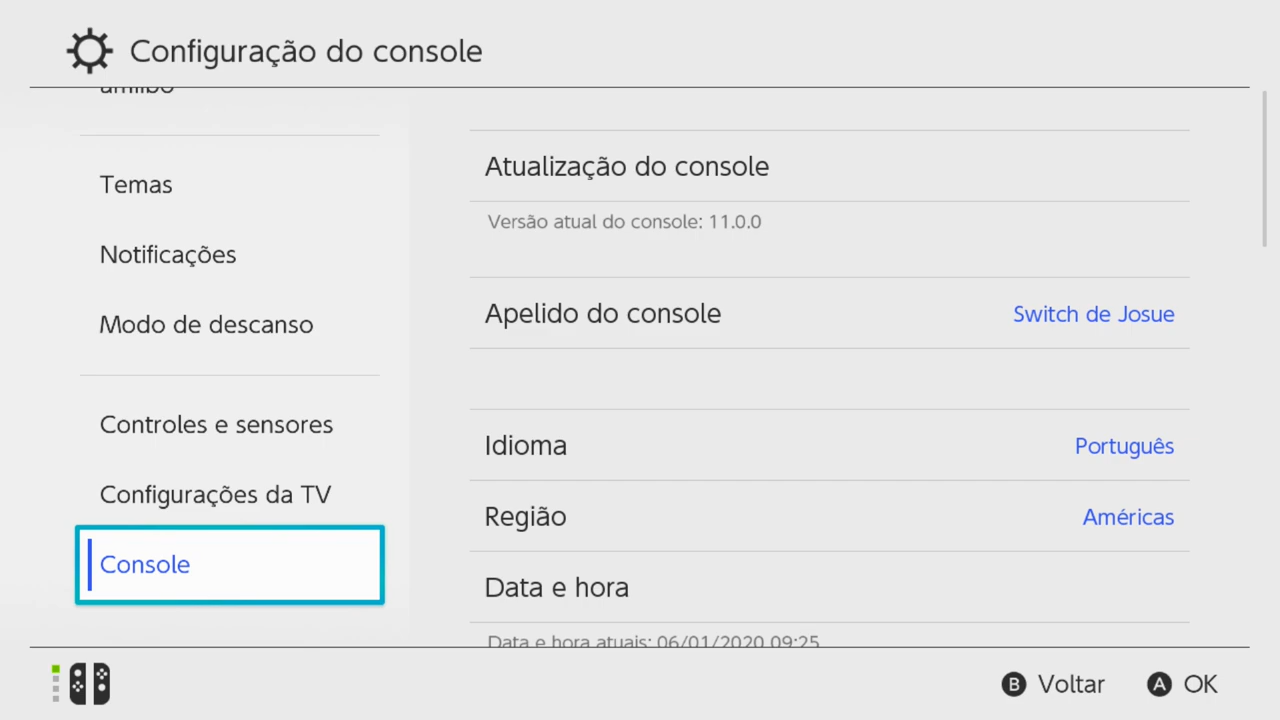 Configuração do console
amiibo
Temas
Notificações
Modo de descanso
Controles e sensores
Configurações da TV
Console
Atualização do console
Versão atual do console: 11.0.0
Apelido do console Switch de Josue
Idioma Português
Região Américas
Data e hora
Data e hora atuais: 06/01/2020 09:25
B Voltar A OK